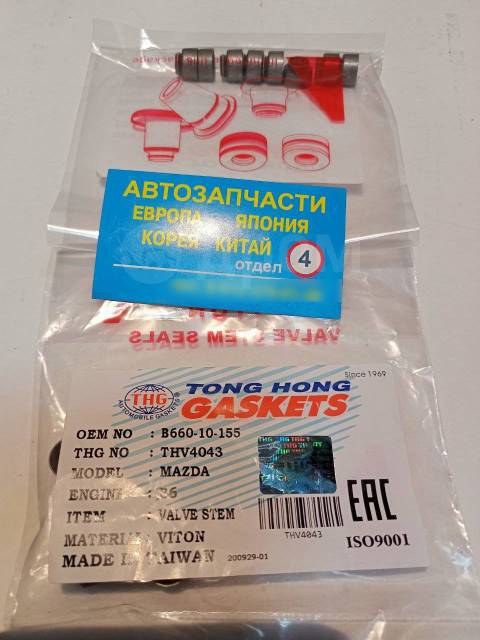 АВТОЗАПЧАСТИ
ЕВРОПА ЯПОНИЯ
КОРЕЯ КИТАЙ
отдел 4
VALVE STEM SEALS
Since 1969
THG
AUTOMOBILE GASKETS
TONG HONG
GASKETS
OEM NO : B660-10-155
THG NO : THV4043
MODEL : MAZDA
ENGINE : B6
ITEM : VALVE STEM
MATERIAL: VITON
MADE IN TAIWAN 200929-01
THV4043
EAC
ISO9001